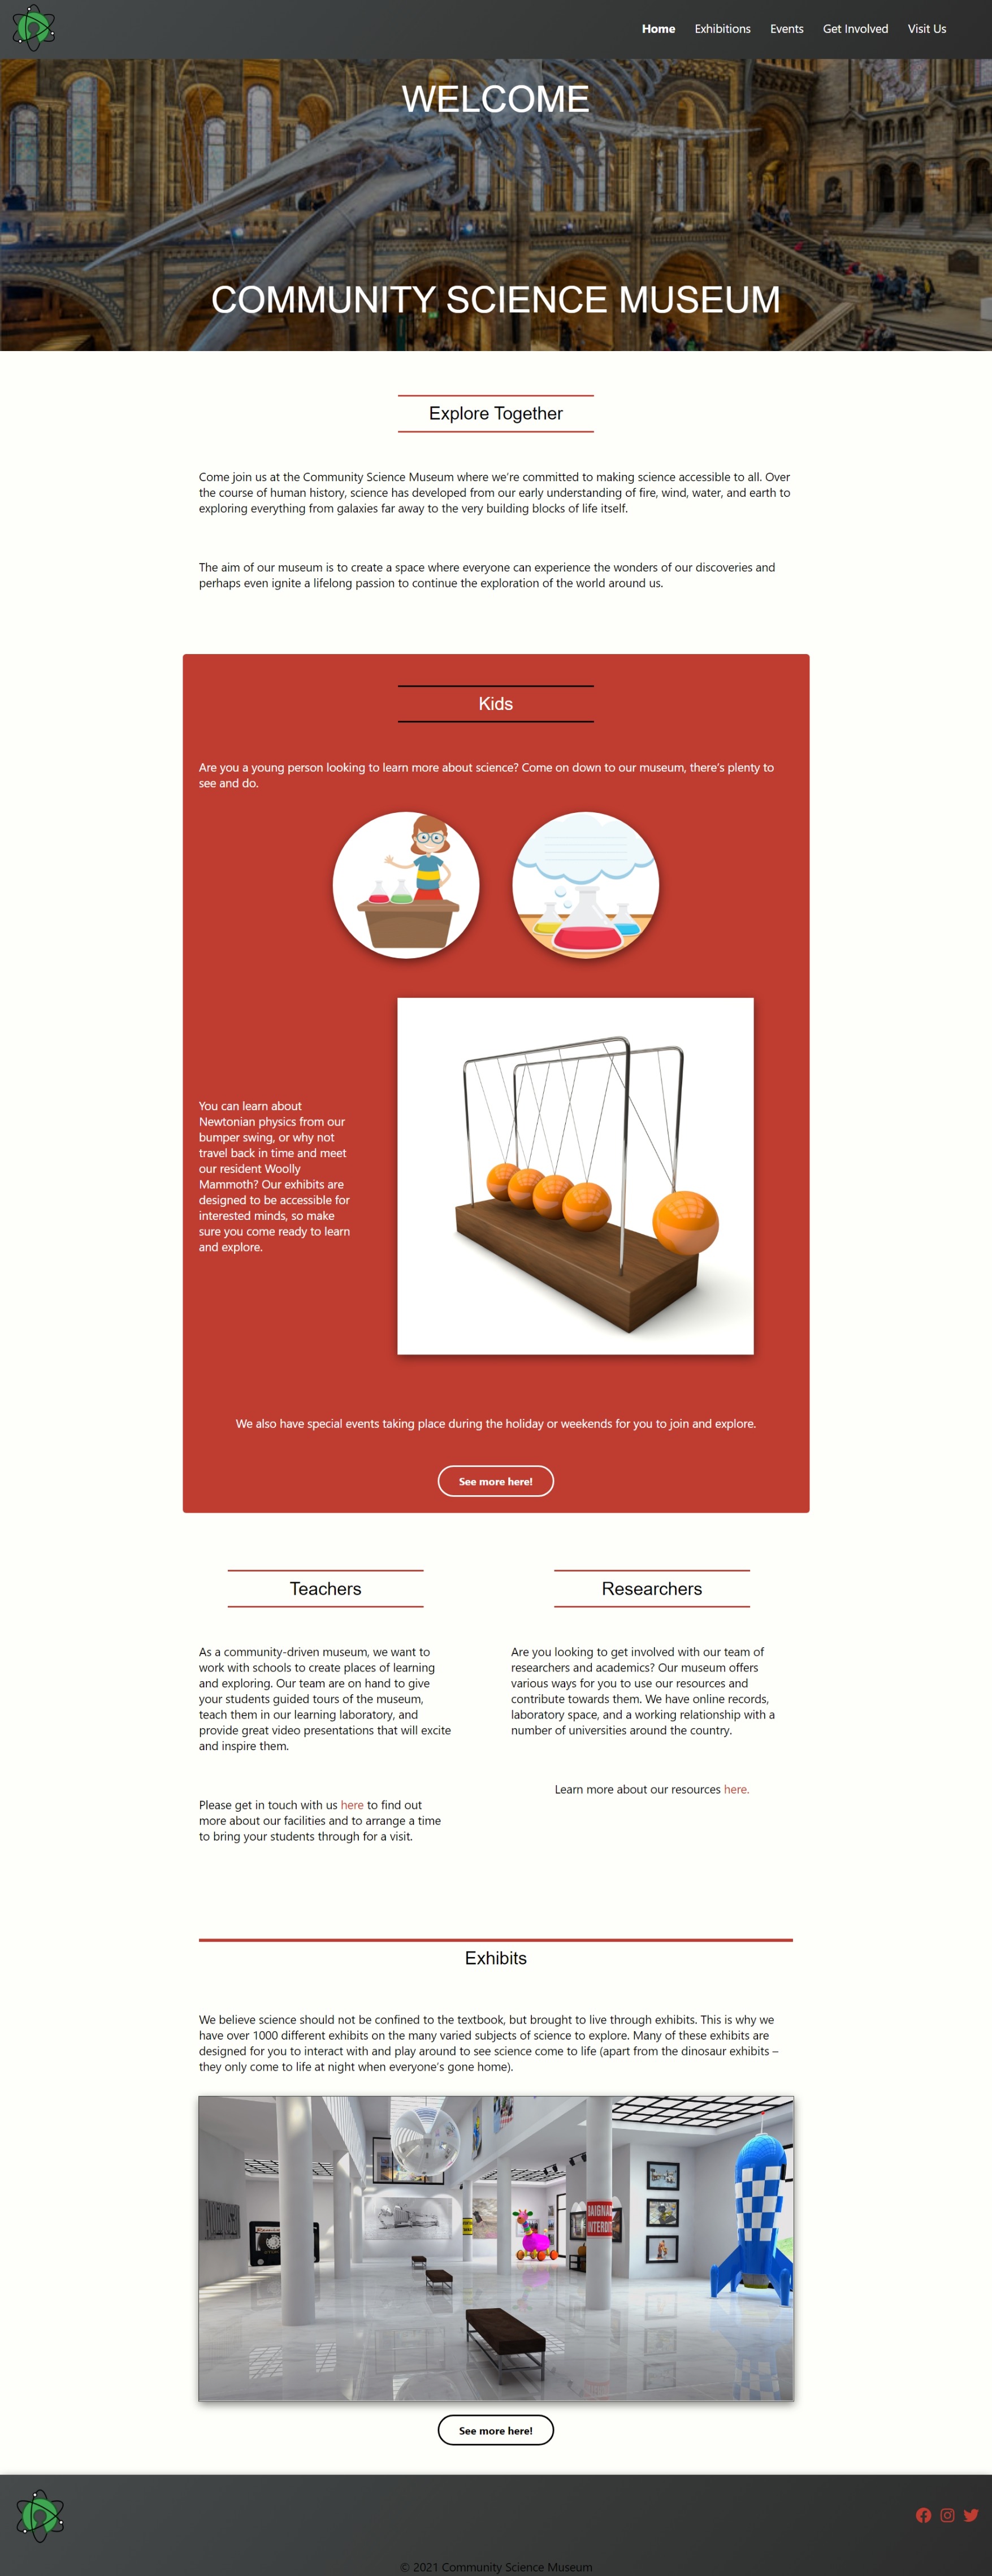 Home Exhibitions Events Get Involved Visit Us
WELCOME
COMMUNITY SCIENCE MUSEUM
Explore Together
Come join us at the Community Science Museum where we're committed to making science accessible to all. Over
the course of human history, science has developed from our early understanding of fire, wind, water, and earth to
exploring everything from galaxies far away to the very building blocks of life itself.
The aim of our museum is to create a space where everyone can experience the wonders of our discoveries and
perhaps even ignite a lifelong passion to continue the exploration of the world around us.
Kids
Are you a young person looking to learn more about science? Come on down to our museum, there's plenty to
see and do.
You can learn about
Newtonian physics from our
bumper swing, or why not
travel back in time and meet
our resident Woolly
Mammoth? Our exhibits are
designed to be accessible for
interested minds, so make
sure you come ready to learn
and explore.
We also have special events taking place during the holiday or weekends for you to join and explore.
See more here!
Teachers
As a community-driven museum, we want to
work with schools to create places of learning
and exploring. Our team are on hand to give
your students guided tours of the museum,
teach them in our learning laboratory, and
provide great video presentations that will excite
and inspire them.
Please get in touch with us here to find out
more about our facilities and to arrange a time
to bring your students through for a visit.
Researchers
Are you looking to get involved with our team of
researchers and academics? Our museum offers
various ways for you to use our resources and
contribute towards them. We have online records,
laboratory space, and a working relationship with a
number of universities around the country.
Learn more about our resources here.
Exhibits
We believe science should not be confined to the textbook, but brought to live through exhibits. This is why we
have over 1000 different exhibits on the many varied subjects of science to explore. Many of these exhibits are
designed for you to interact with and play around to see science come to life (apart from the dinosaur exhibits –
they only come to life at night when everyone's gone home).
BAIGNADE
INTERDITE
See more here!
© 2021 Community Science Museum